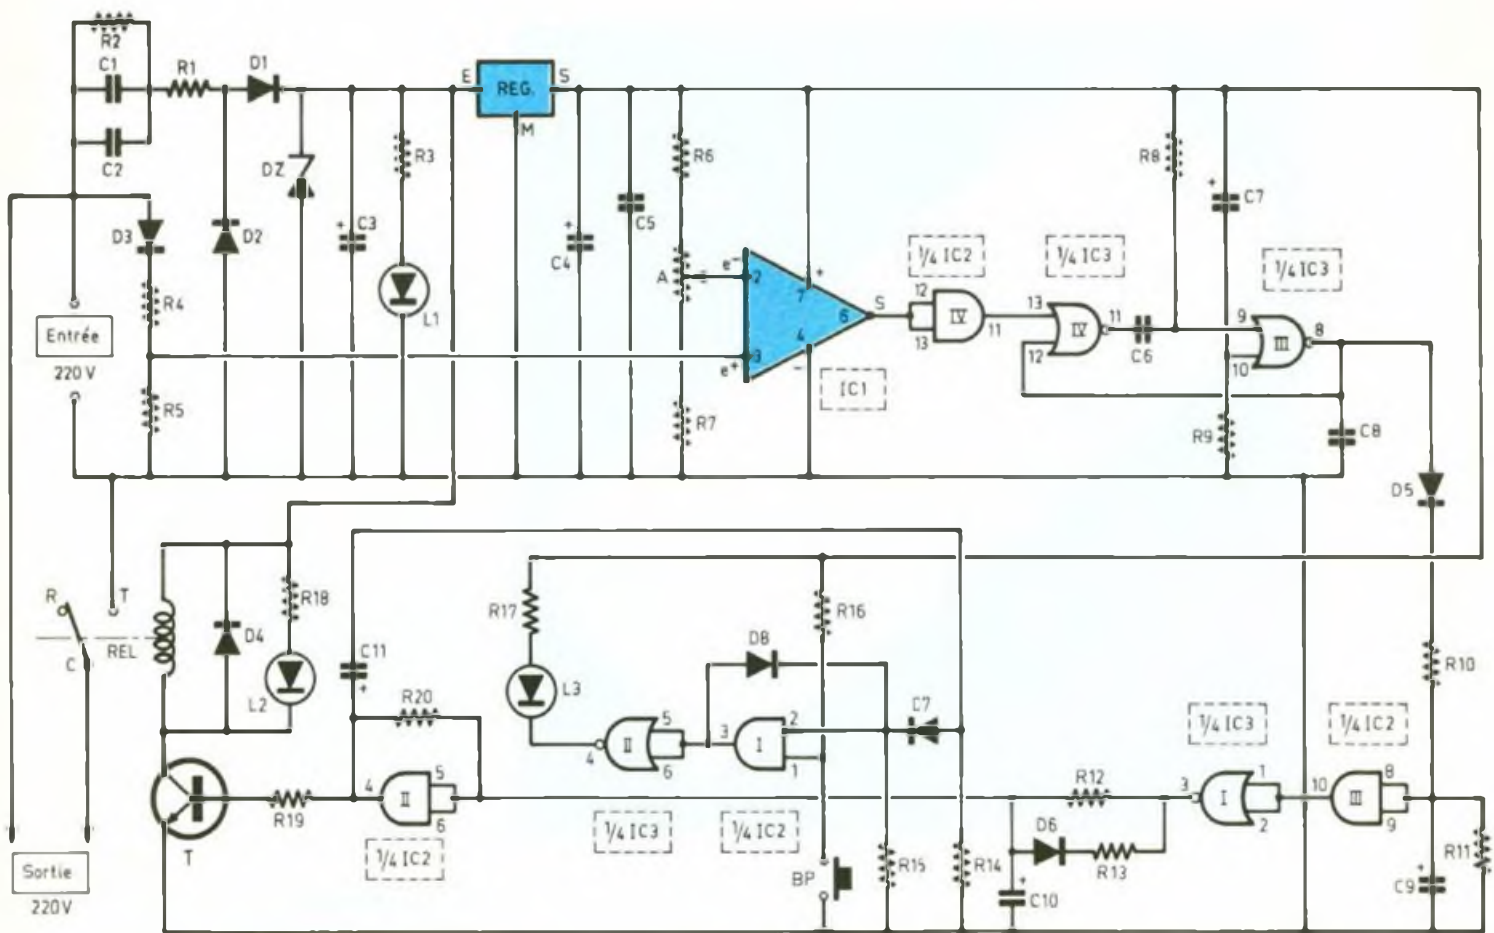 R2
C1
R1
D1
E
REG.
S
M
C2
R3
R6
R8
DZ
C5
C7
D3
D2
C3
1/4 IC2
1/4 IC3
C4
e-
2
7
+
1/4 IC3
R4
A
L1
S
12
IV
13
IV
9
Entrée
6
11
11
III
8
4
13
12
C6
10
220 V
3
-
e+
IC1
R5
R7
R9
C8
D5
R
T
R18
R17
R16
REL
D4
C11
D8
R10
C
L2
R20
L3
C7
1/4 IC3
1/4 IC2
5
2
II
3
I
4
6
1
4
5
R12
3
1
10
8
II
I
III
R19
6
2
9
T
1/4 IC2
1/4 IC3
1/4 IC2
D6
R11
Sortie
BP
R15
R14
R13
C9
220V
C10